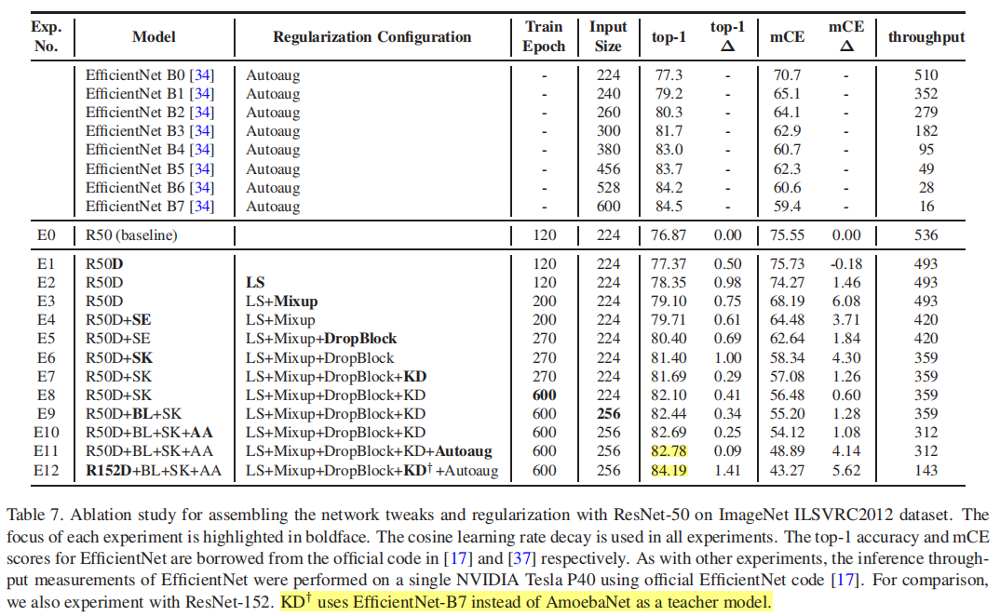 Exp. No. Model Regularization Configuration Train Epoch Input Size top-1 top-1 Δ mCE mCE Δ throughput
EfficientNet B0 [34] Autoaug - 224 77.3 - 70.7 - 510
EfficientNet B1 [34] Autoaug - 240 79.2 - 65.1 - 352
EfficientNet B2 [34] Autoaug - 260 80.3 - 64.1 - 279
EfficientNet B3 [34] Autoaug - 300 81.7 - 62.9 - 182
EfficientNet B4 [34] Autoaug - 380 83.0 - 60.7 - 95
EfficientNet B5 [34] Autoaug - 456 83.7 - 62.3 - 49
EfficientNet B6 [34] Autoaug - 528 84.2 - 60.6 - 28
EfficientNet B7 [34] Autoaug - 600 84.5 - 59.4 - 16
E0 R50 (baseline) 120 224 76.87 0.00 75.55 0.00 536
E1 R50D 120 224 77.37 0.50 75.73 -0.18 493
E2 R50D LS 120 224 78.35 0.98 74.27 1.46 493
E3 R50D LS+Mixup 200 224 79.10 0.75 68.19 6.08 493
E4 R50D+SE LS+Mixup 200 224 79.71 0.61 64.48 3.71 420
E5 R50D+SE LS+Mixup+DropBlock 270 224 80.40 0.69 62.64 1.84 420
E6 R50D+SK LS+Mixup+DropBlock 270 224 81.40 1.00 58.34 4.30 359
E7 R50D+SK LS+Mixup+DropBlock+KD 270 224 81.69 0.29 57.08 1.26 359
E8 R50D+SK LS+Mixup+DropBlock+KD 600 224 82.10 0.41 56.48 0.60 359
E9 R50D+BL+SK LS+Mixup+DropBlock+KD 600 256 82.44 0.34 55.20 1.28 359
E10 R50D+BL+SK+AA LS+Mixup+DropBlock+KD 600 256 82.69 0.25 54.12 1.08 312
E11 R50D+BL+SK+AA LS+Mixup+DropBlock+KD+Autoaug 600 256 82.78 0.09 48.89 4.14 312
E12 R152D+BL+SK+AA LS+Mixup+DropBlock+KD† +Autoaug 600 256 84.19 1.41 43.27 5.62 143
Table 7. Ablation study for assembling the network tweaks and regularization with ResNet-50 on ImageNet ILSVRC2012 dataset. The
focus of each experiment is highlighted in boldface. The cosine learning rate decay is used in all experiments. The top-1 accuracy and mCE
scores for EfficientNet are borrowed from the official code in [17] and [37] respectively. As with other experiments, the inference through-
put measurements of EfficientNet were performed on a single NVIDIA Tesla P40 using official EfficientNet code [17]. For comparison,
we also experiment with ResNet-152. KD† uses EfficientNet-B7 instead of AmoebaNet as a teacher model.